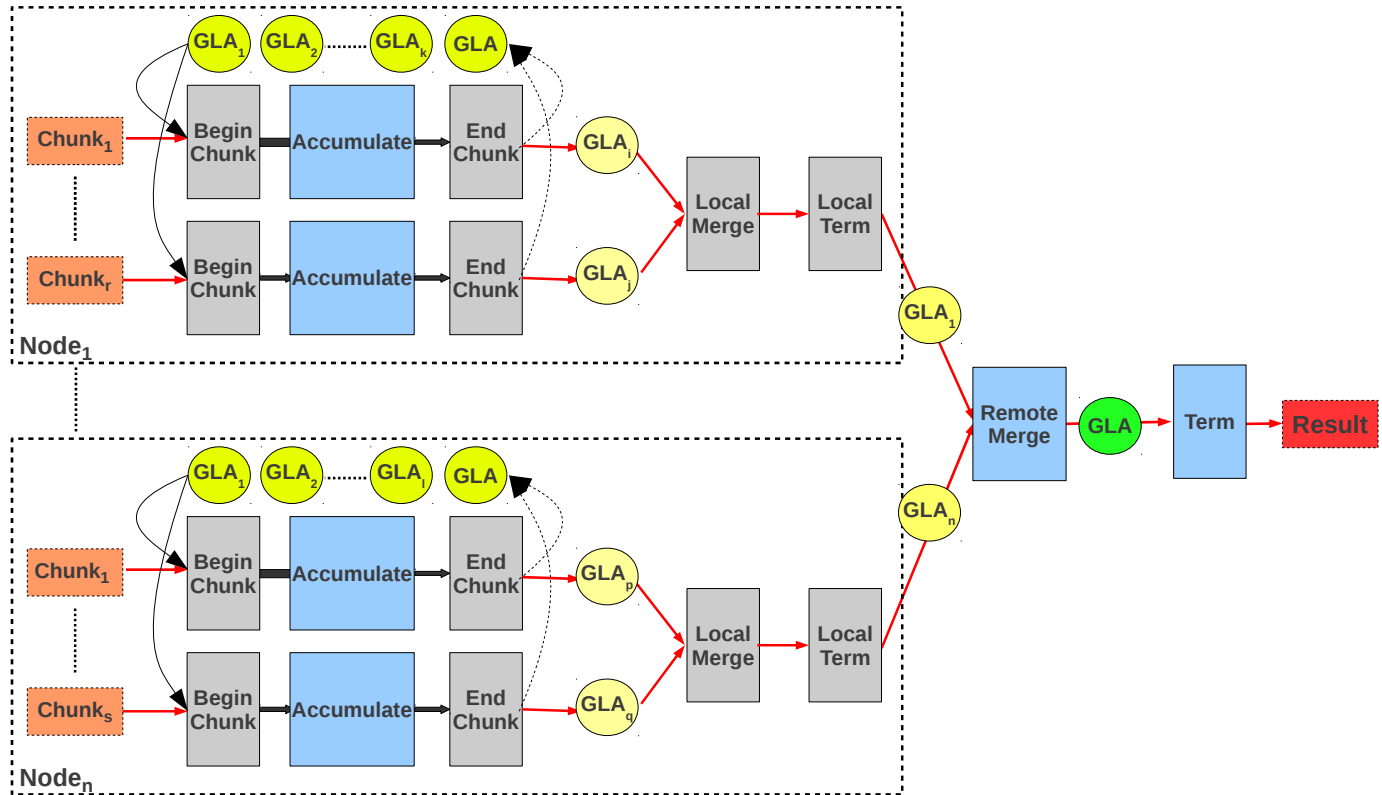 GLA₁ GLA₂ ........ GLAₖ GLA
Chunk₁
Begin
Chunk
Accumulate
End
Chunk
GLAᵢ
Local
Merge
Local
Term
Chunkᵣ
Begin
Chunk
Accumulate
End
Chunk
GLAⱼ
Node₁
GLA₁
Remote
Merge
GLA
Term
Result
GLA₁ GLA₂ ........ GLAₗ GLA
Chunk₁
Begin
Chunk
Accumulate
End
Chunk
GLAₚ
Local
Merge
Local
Term
GLAₙ
Chunkₛ
Begin
Chunk
Accumulate
End
Chunk
GLA_q
Nodeₙ